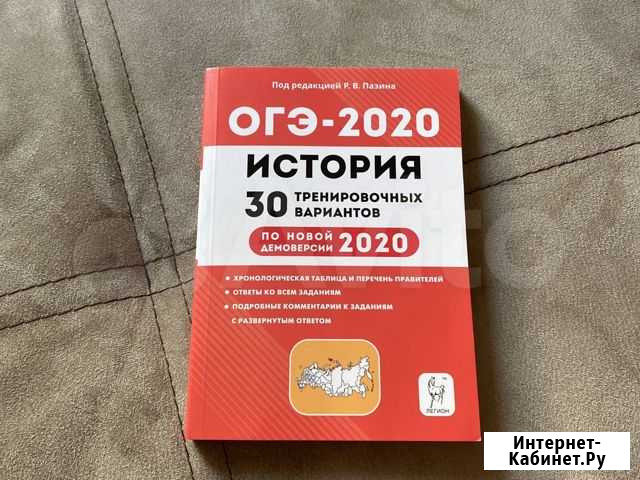 Под редакцией Р. В. Пазина
ОГЭ-2020
ИСТОРИЯ
30 ТРЕНИРОВОЧНЫХ
ВАРИАНТОВ
ПО НОВОЙ
ДЕМОВЕРСИИ 2020
ХРОНОЛОГИЧЕСКАЯ ТАБЛИЦА И ПЕРЕЧЕНЬ ПРАВИТЕЛЕЙ
ОТВЕТЫ КО ВСЕМ ЗАДАНИЯМ
ПОДРОБНЫЕ КОММЕНТАРИИ К ЗАДАНИЯМ
С РАЗВЕРНУТЫМ ОТВЕТОМ
ЛЕГИОН
Интернет-
Кабинет.Ру